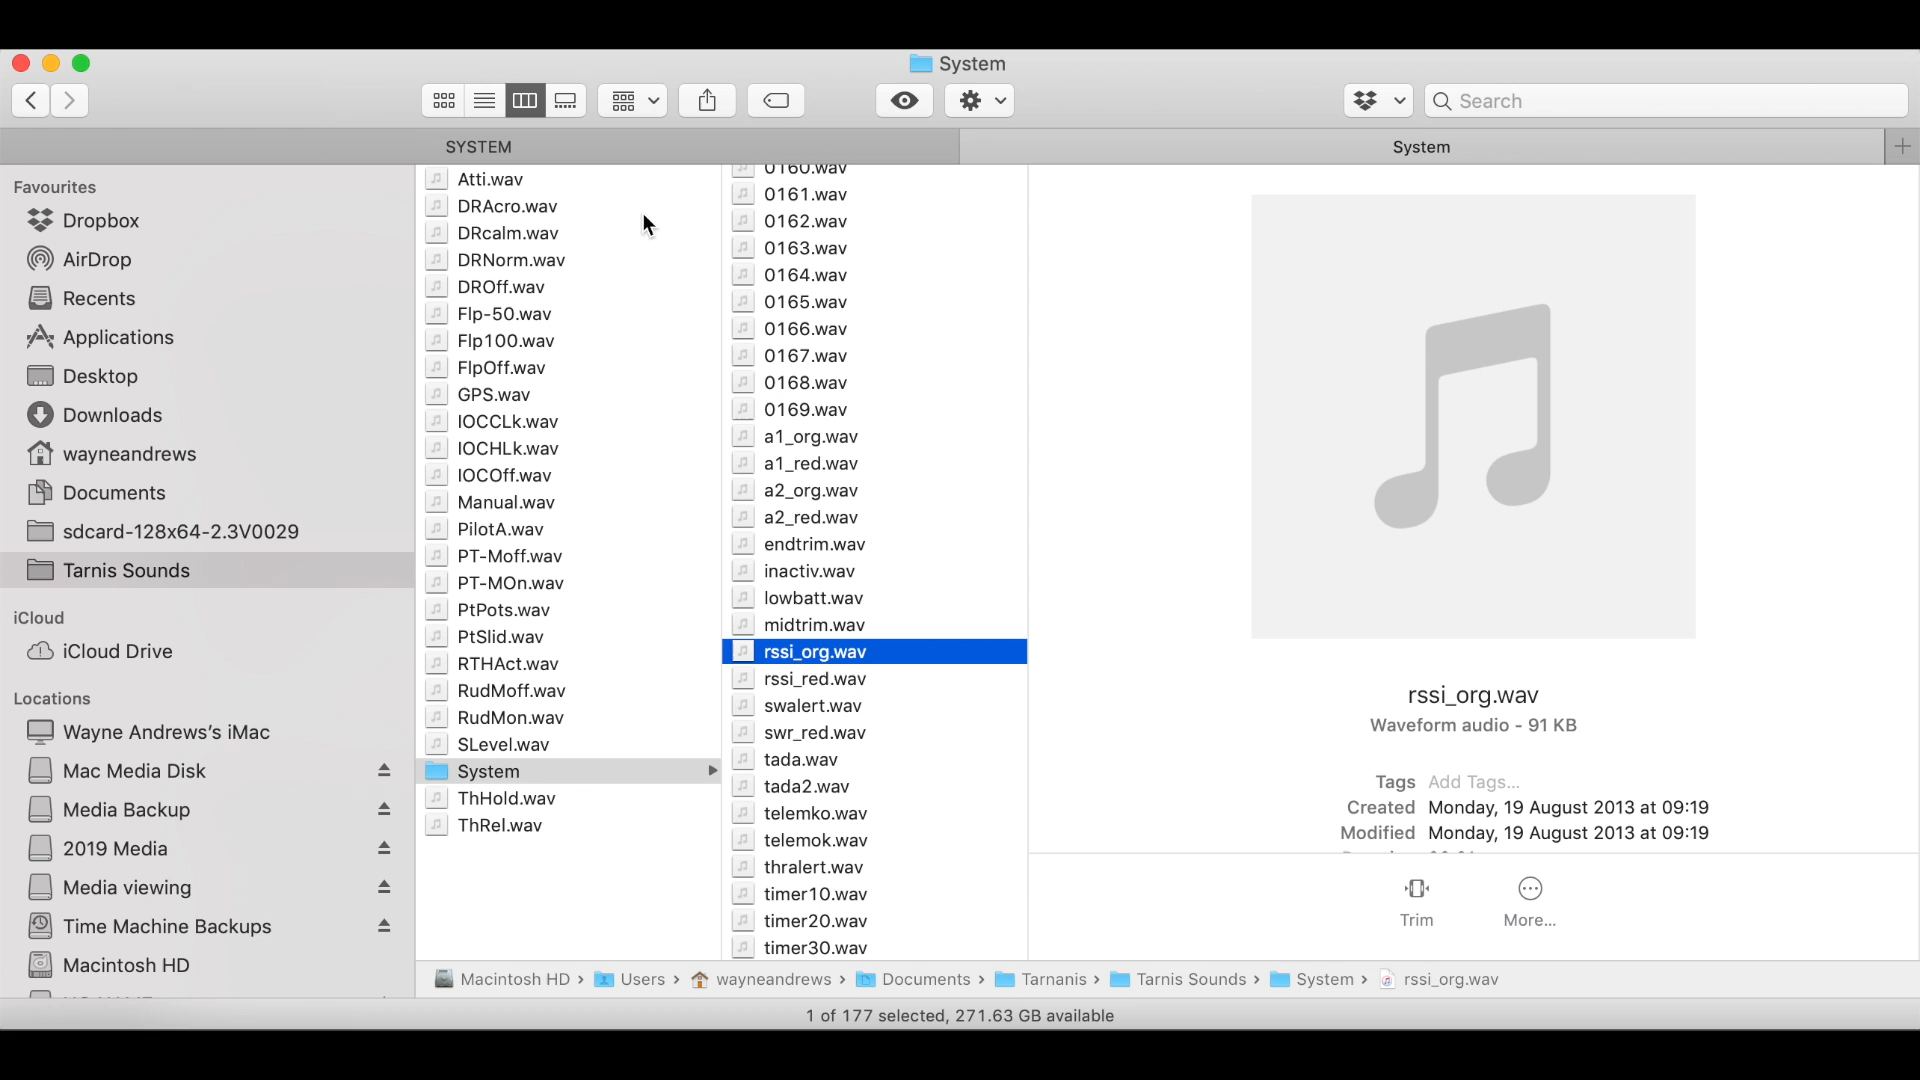 System
Search
SYSTEM
System
Favourites
Dropbox
AirDrop
Recents
Applications
Desktop
Downloads
wayneandrews
Documents
sdcard-128x64-2.3V0029
Tarnis Sounds
iCloud
iCloud Drive
Locations
Wayne Andrews's iMac
Mac Media Disk
Media Backup
2019 Media
Media viewing
Time Machine Backups
Macintosh HD
Atti.wav
DRAcro.wav
DRcalm.wav
DRNorm.wav
DROff.wav
Flp-50.wav
Flp100.wav
FlpOff.wav
GPS.wav
IOCCLk.wav
IOCHLk.wav
IOCOff.wav
Manual.wav
PilotA.wav
PT-Moff.wav
PT-MOn.wav
PtPots.wav
PtSlid.wav
RTHAct.wav
RudMoff.wav
RudMon.wav
SLevel.wav
System
ThHold.wav
ThRel.wav
0160.wav
0161.wav
0162.wav
0163.wav
0164.wav
0165.wav
0166.wav
0167.wav
0168.wav
0169.wav
a1_org.wav
a1_red.wav
a2_org.wav
a2_red.wav
endtrim.wav
inactiv.wav
lowbatt.wav
midtrim.wav
rssi_org.wav
rssi_red.wav
swalert.wav
swr_red.wav
tada.wav
tada2.wav
telemko.wav
telemok.wav
thralert.wav
timer10.wav
timer20.wav
timer30.wav
rssi_org.wav
Waveform audio - 91 KB
Tags Add Tags...
Created Monday, 19 August 2013 at 09:19
Modified Monday, 19 August 2013 at 09:19
Trim
More...
Macintosh HD › Users › wayneandrews › Documents › Tarnanis › Tarnis Sounds › System › rssi_org.wav
1 of 177 selected, 271.63 GB available